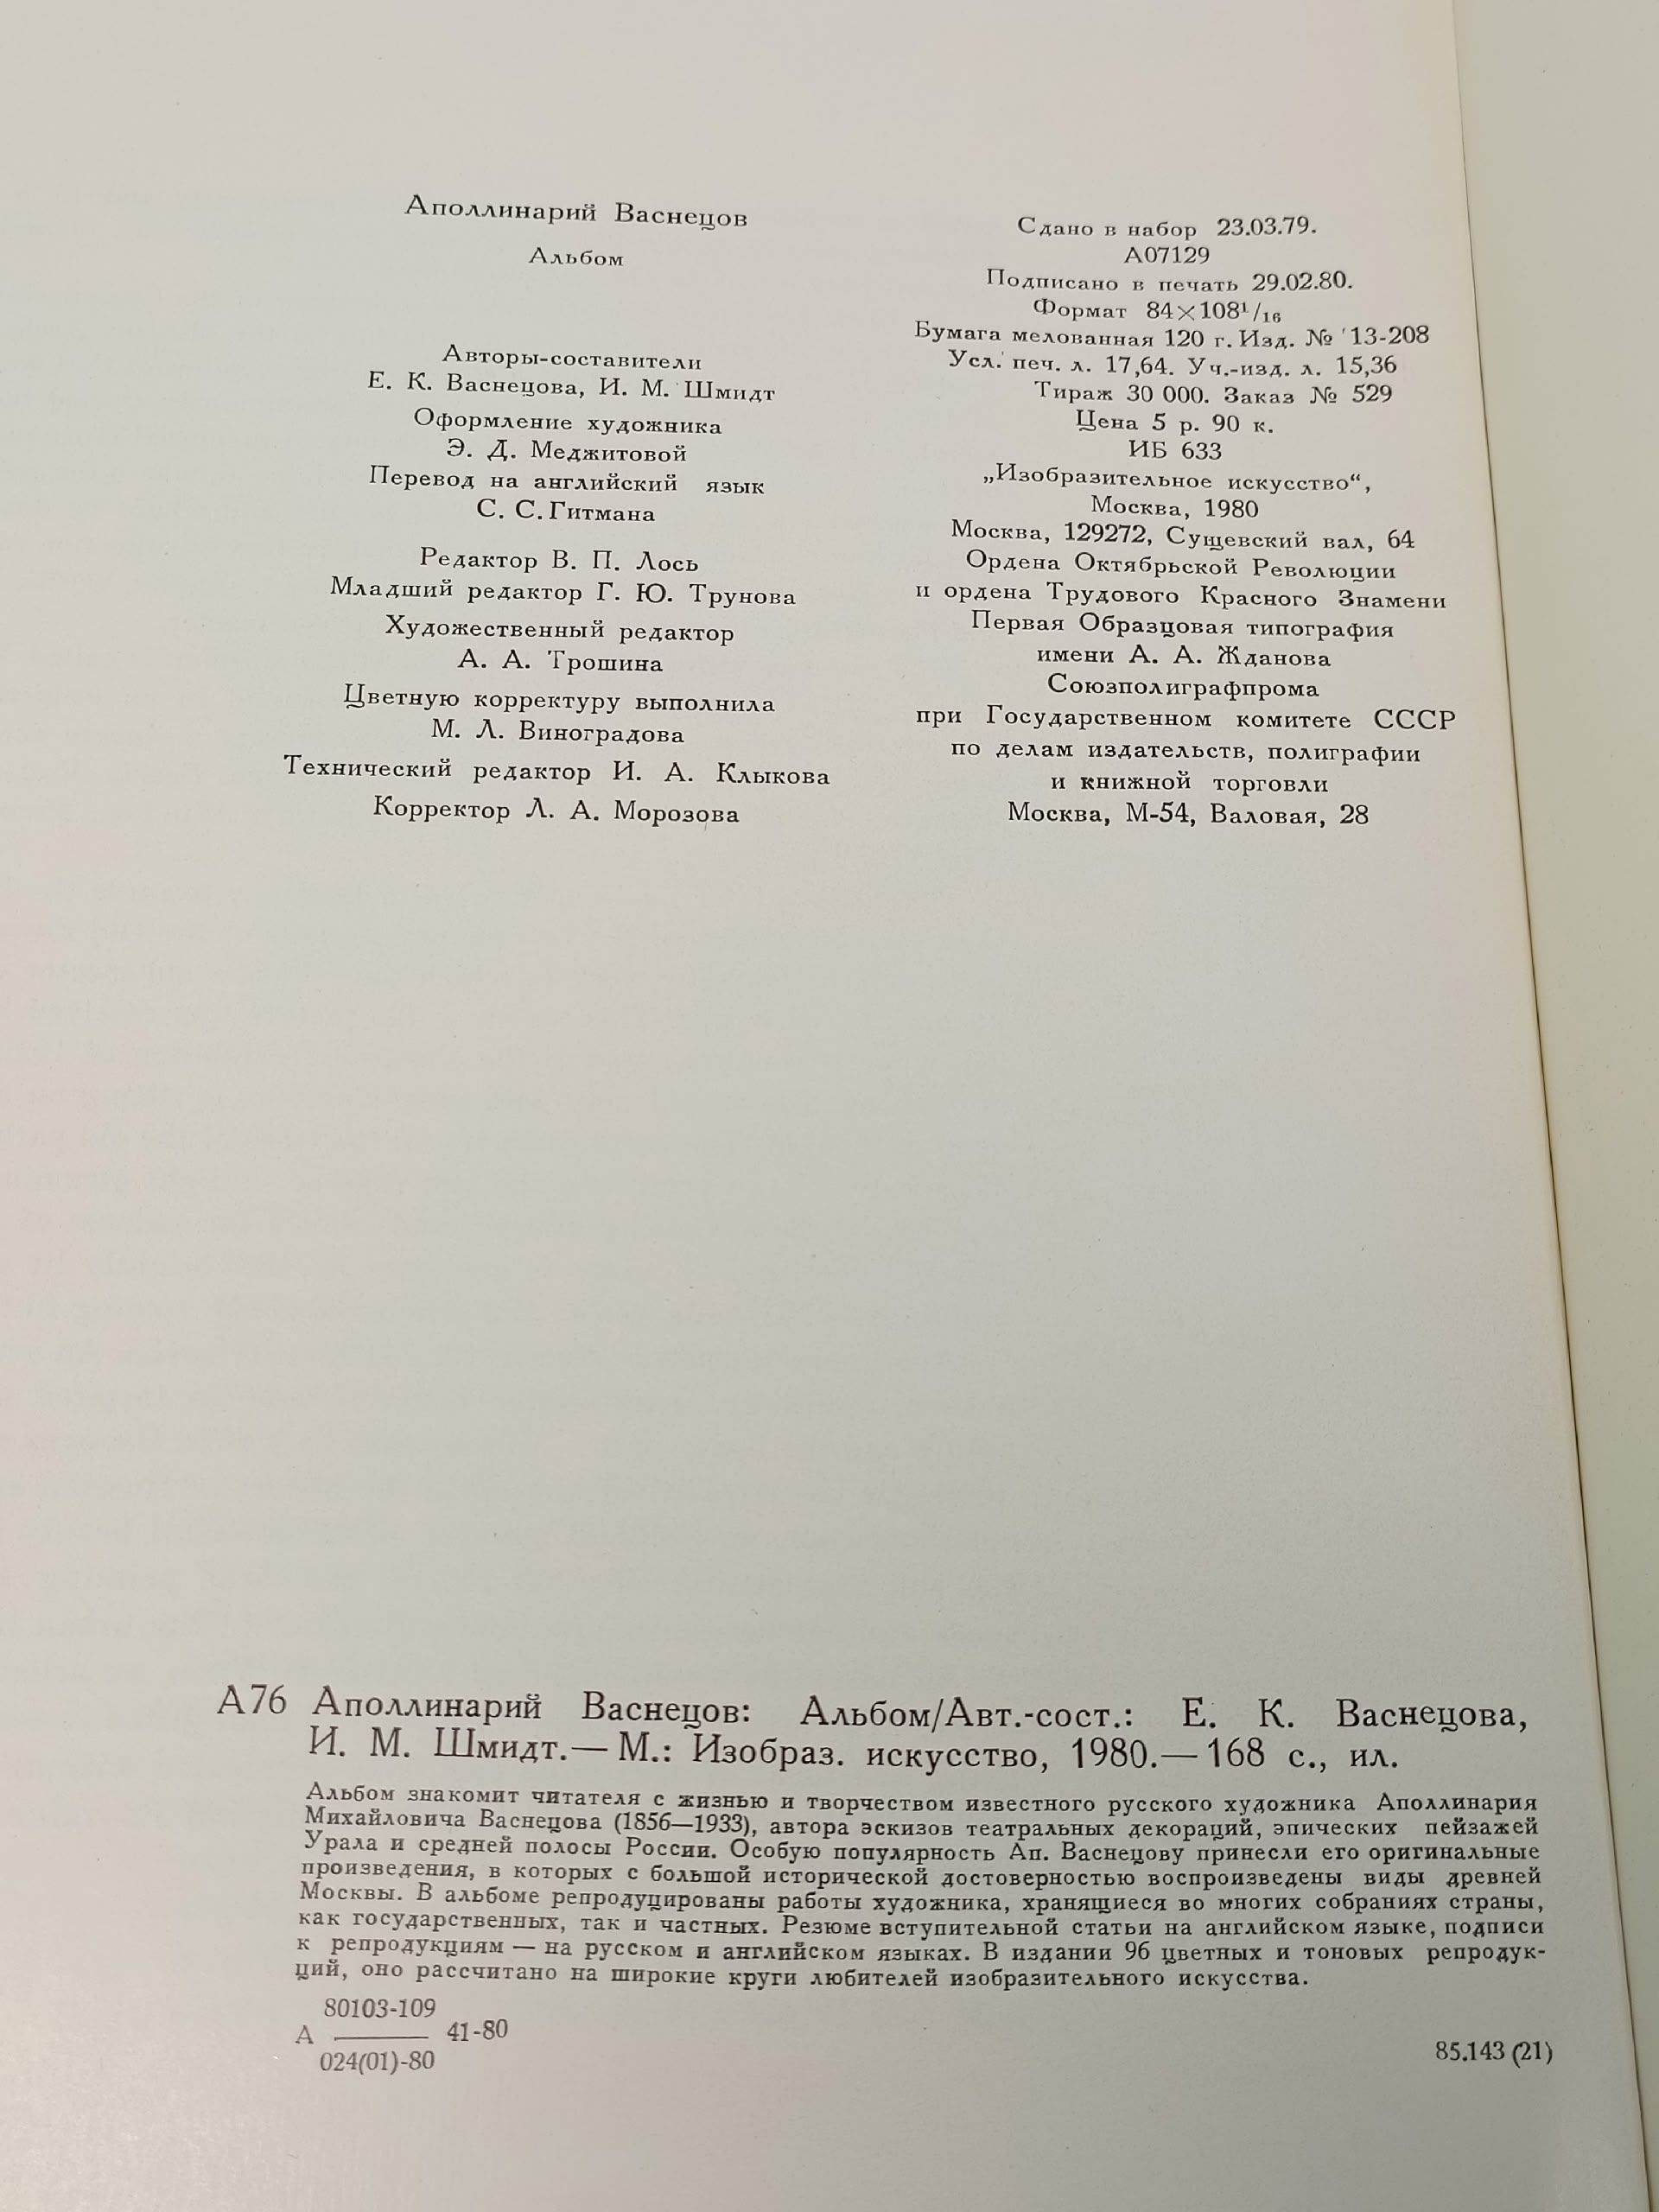 Аполлинарий Васнецов
Альбом
Авторы-составители
Е. К. Васнецова, И. М. Шмидт
Оформление художника
Э. Д. Меджитовой
Перевод на английский язык
С. С. Гитмана
Редактор В. П. Лось
Младший редактор Г. Ю. Трунова
Художественный редактор
А. А. Трошина
Цветную корректуру выполнила
М. Л. Виноградова
Технический редактор И. А. Клыкова
Корректор Л. А. Морозова
Сдано в набор 23.03.79.
А07129
Подписано в печать 29.02.80.
Формат 84×108¹/₁₆
Бумага мелованная 120 г. Изд. № 13-208
Усл. печ. л. 17,64. Уч.-изд. л. 15,36
Тираж 30 000. Заказ № 529
Цена 5 р. 90 к.
ИБ 633
„Изобразительное искусство“,
Москва, 1980
Москва, 129272, Сущевский вал, 64
Ордена Октябрьской Революции
и ордена Трудового Красного Знамени
Первая Образцовая типография
имени А. А. Жданова
Союзполиграфпрома
при Государственном комитете СССР
по делам издательств, полиграфии
и книжной торговли
Москва, М-54, Валовая, 28
А76 Аполлинарий Васнецов: Альбом/Авт.-сост.: Е. К. Васнецова,
И. М. Шмидт.— М.: Изобраз. искусство, 1980.— 168 с., ил.
Альбом знакомит читателя с жизнью и творчеством известного русского художника Аполлинария
Михайловича Васнецова (1856—1933), автора эскизов театральных декораций, эпических пейзажей
Урала и средней полосы России. Особую популярность Ап. Васнецову принесли его оригинальные
произведения, в которых с большой исторической достоверностью воспроизведены виды древней
Москвы. В альбоме репродуцированы работы художника, хранящиеся во многих собраниях страны,
как государственных, так и частных. Резюме вступительной статьи на английском языке, подписи
к репродукциям — на русском и английском языках. В издании 96 цветных и тоновых репродук-
ций, оно рассчитано на широкие круги любителей изобразительного искусства.
80103-109
А ——— 41-80
024(01)-80
85.143 (21)